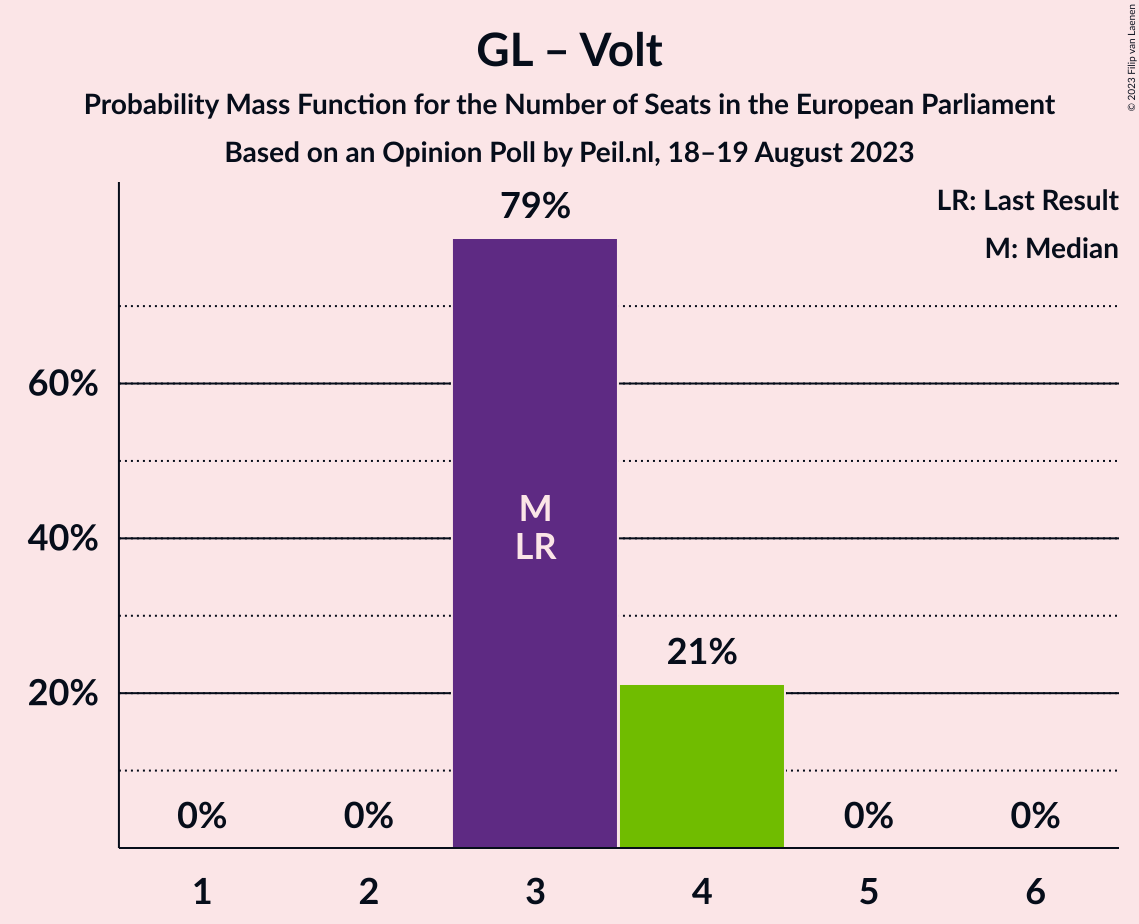 GL – Volt
Probability Mass Function for the Number of Seats in the European Parliament
Based on an Opinion Poll by Peil.nl, 18–19 August 2023
© 2023 Filip van Laenen
LR: Last Result
M: Median
79%
60%
40%
20%
M
LR
21%
0%
0%
0%
0%
1
2
3
4
5
6